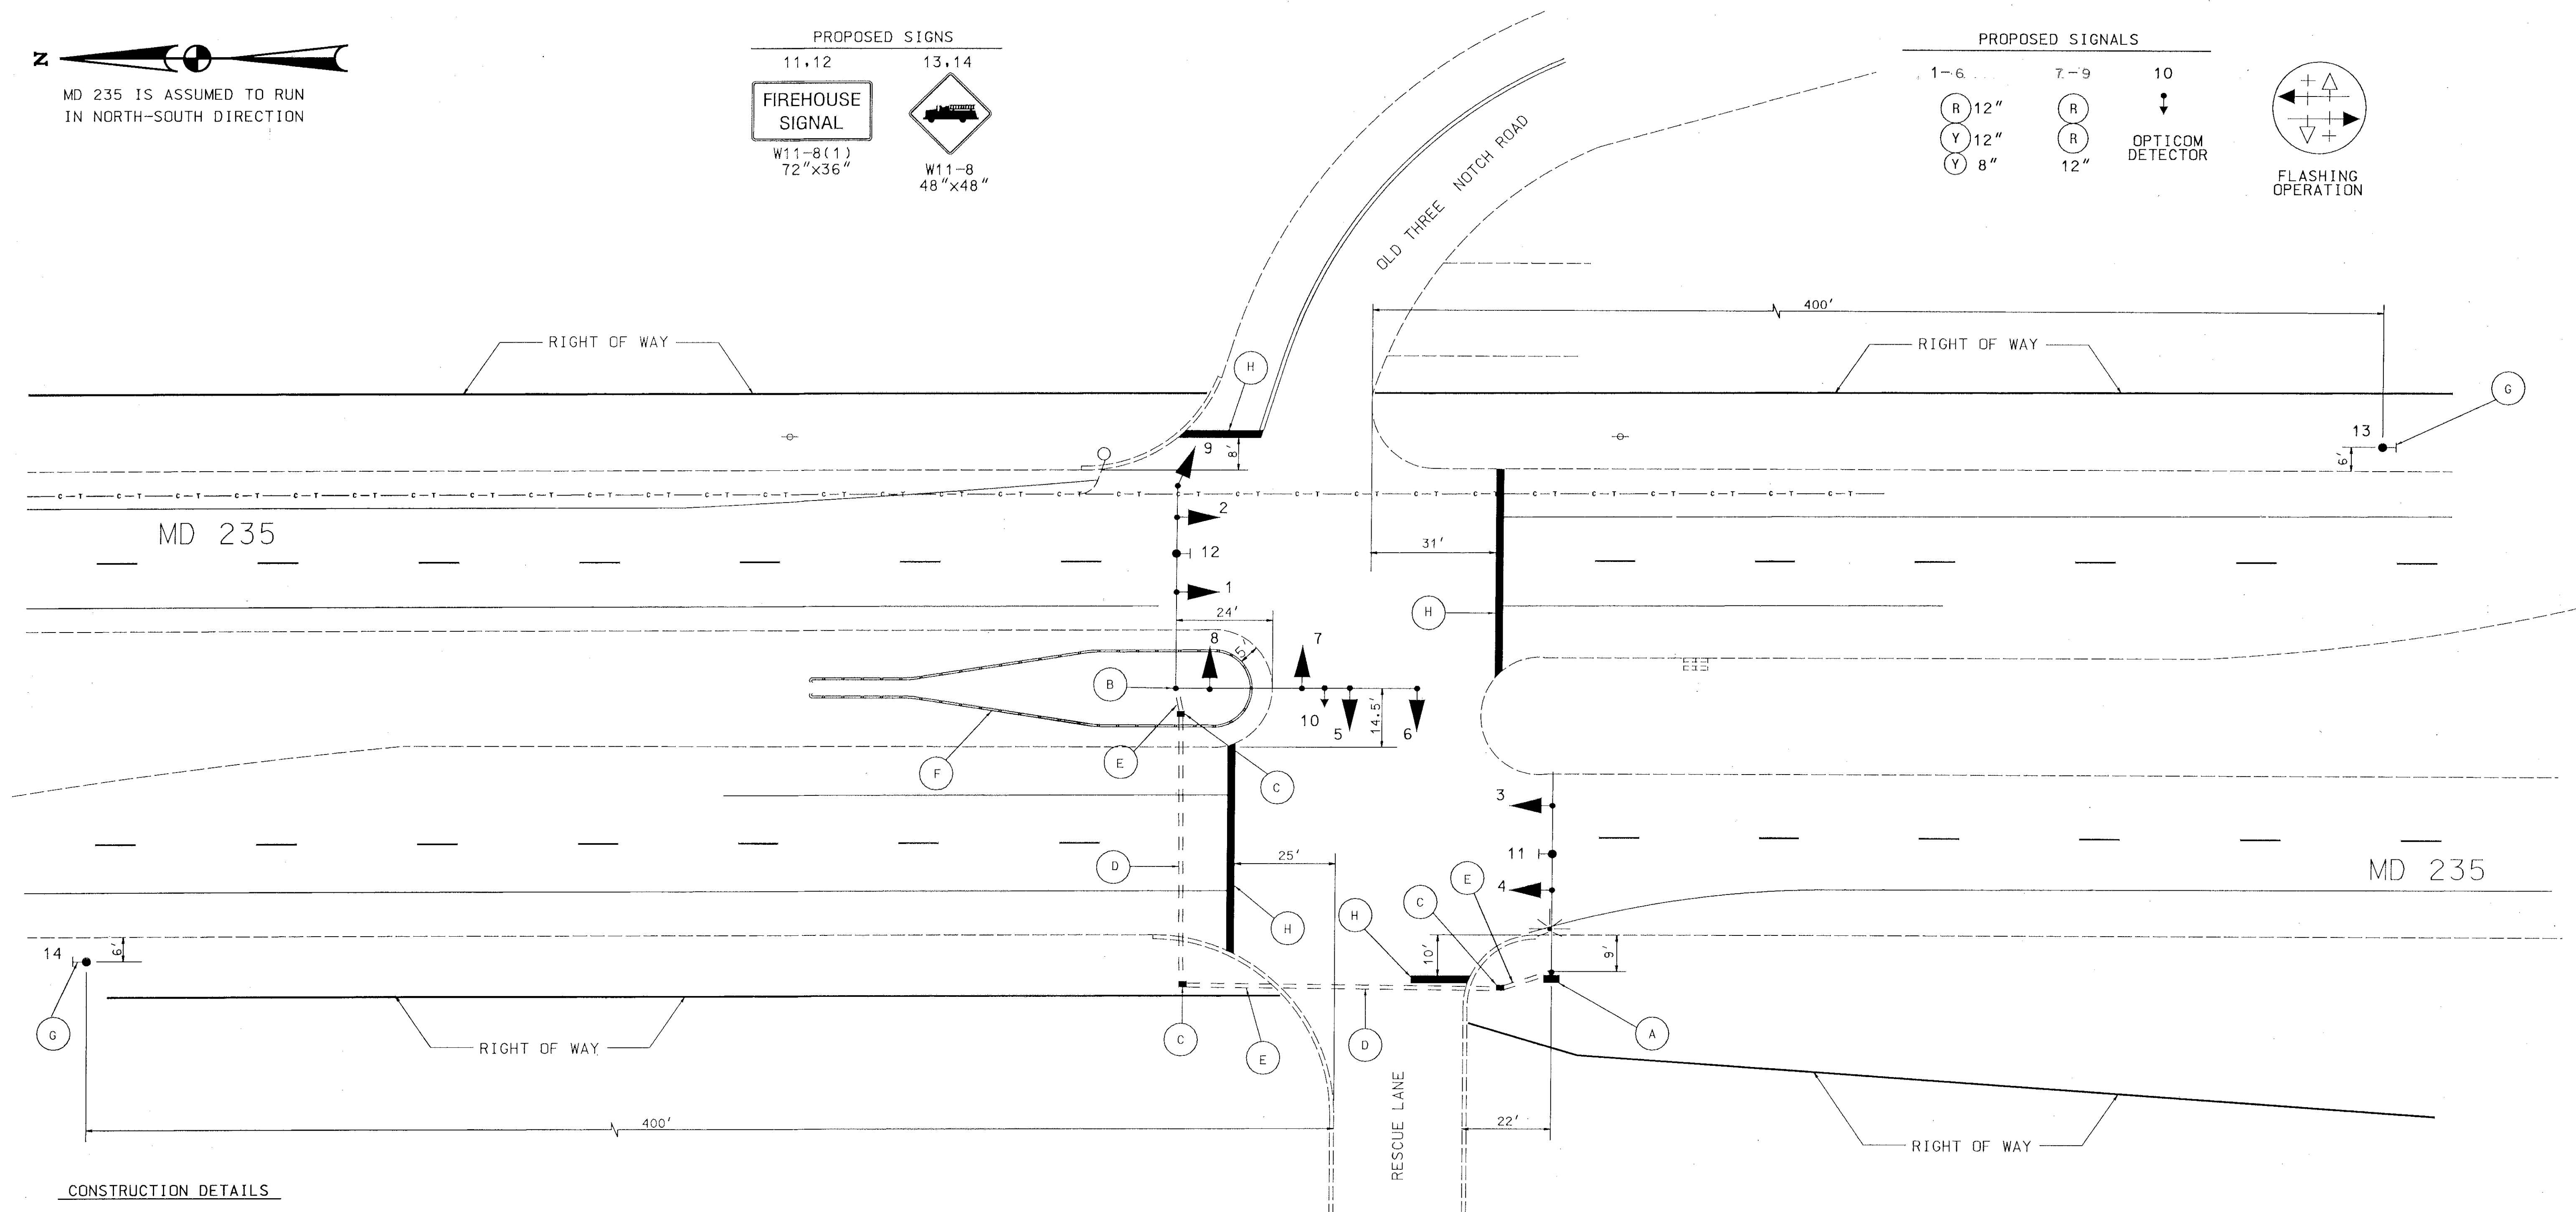 N
MD 235 IS ASSUMED TO RUN
IN NORTH-SOUTH DIRECTION
PROPOSED SIGNS
11,12
13,14
FIREHOUSE
SIGNAL
W11-8(1)
72"x36"
W11-8
48"x48"
PROPOSED SIGNALS
1-6
7-9
10
R 12"
Y 12"
Y 8"
R
R
12"
OPTICOM
DETECTOR
FLASHING
OPERATION
OLD THREE NOTCH ROAD
400'
RIGHT OF WAY
RIGHT OF WAY
H
G
13
6'
9
8'
C-T C-T C-T C-T C-T C-T C-T C-T C-T C-T C-T C-T C-T C-T C-T C-T C-T C-T C-T C-T C-T C-T C-T C-T C-T C-T C-T C-T C-T C-T C-T
2
MD 235
12
31'
1
24'
H
8
5'
7
B
10
5
14.5'
6
E
F
C
3
25'
11
D
MD 235
E
4
C
H
H
14
6'
10'
9'
G
RIGHT OF WAY
C
E
D
A
RESCUE LANE
400'
22'
RIGHT OF WAY
CONSTRUCTION DETAILS